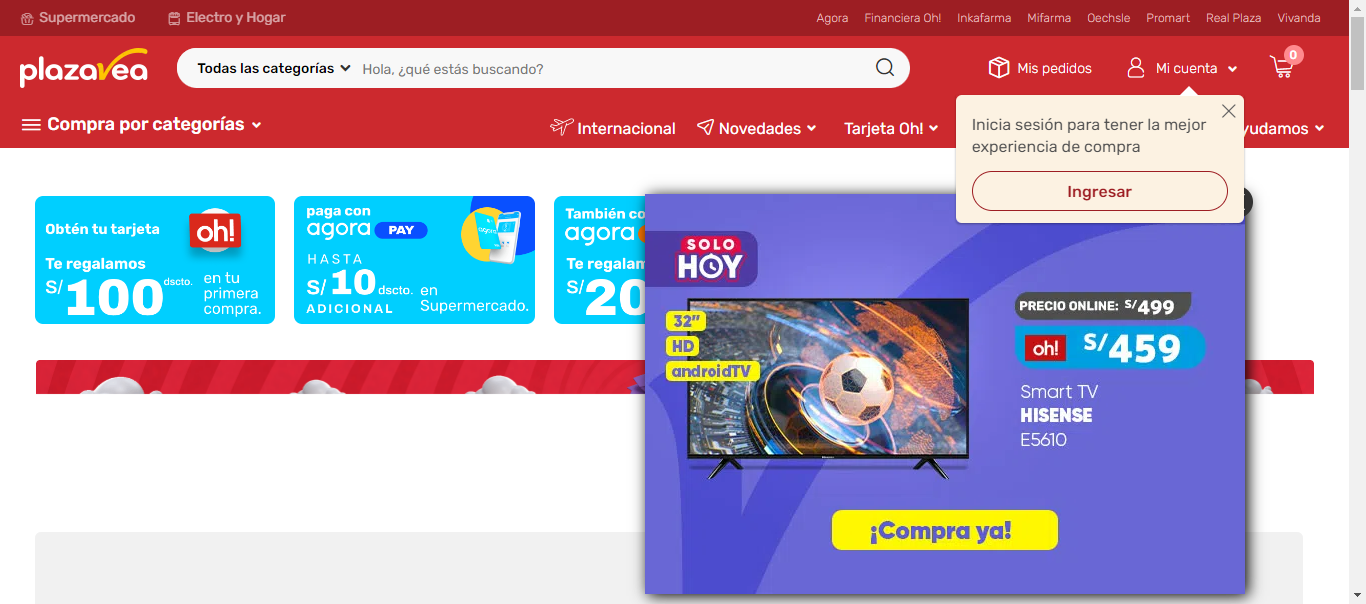 Supermercado
Electro y Hogar
Agora
Financiera Oh!
Inkafarma
Mifarma
Oechsle
Promart
Real Plaza
Vivanda
plazavea
Todas las categorías
Hola, ¿qué estás buscando?
Mis pedidos
Mi cuenta
0
Compra por categorías
Internacional
Novedades
Tarjeta Oh!
yudamos
Inicia sesión para tener la mejor
experiencia de compra
Ingresar
Obtén tu tarjeta
oh!
Te regalamos
S/100 dscto.
en tu
primera
compra.
paga con
agora PAY
HASTA
S/ 10 dscto.
ADICIONAL
en
Supermercado.
También co
agora
Te regalam
S/20
SOLO
HOY
32"
HD
androidTV
PRECIO ONLINE: S/499
oh! S/459
Smart TV
HISENSE
E5610
¡Compra ya!